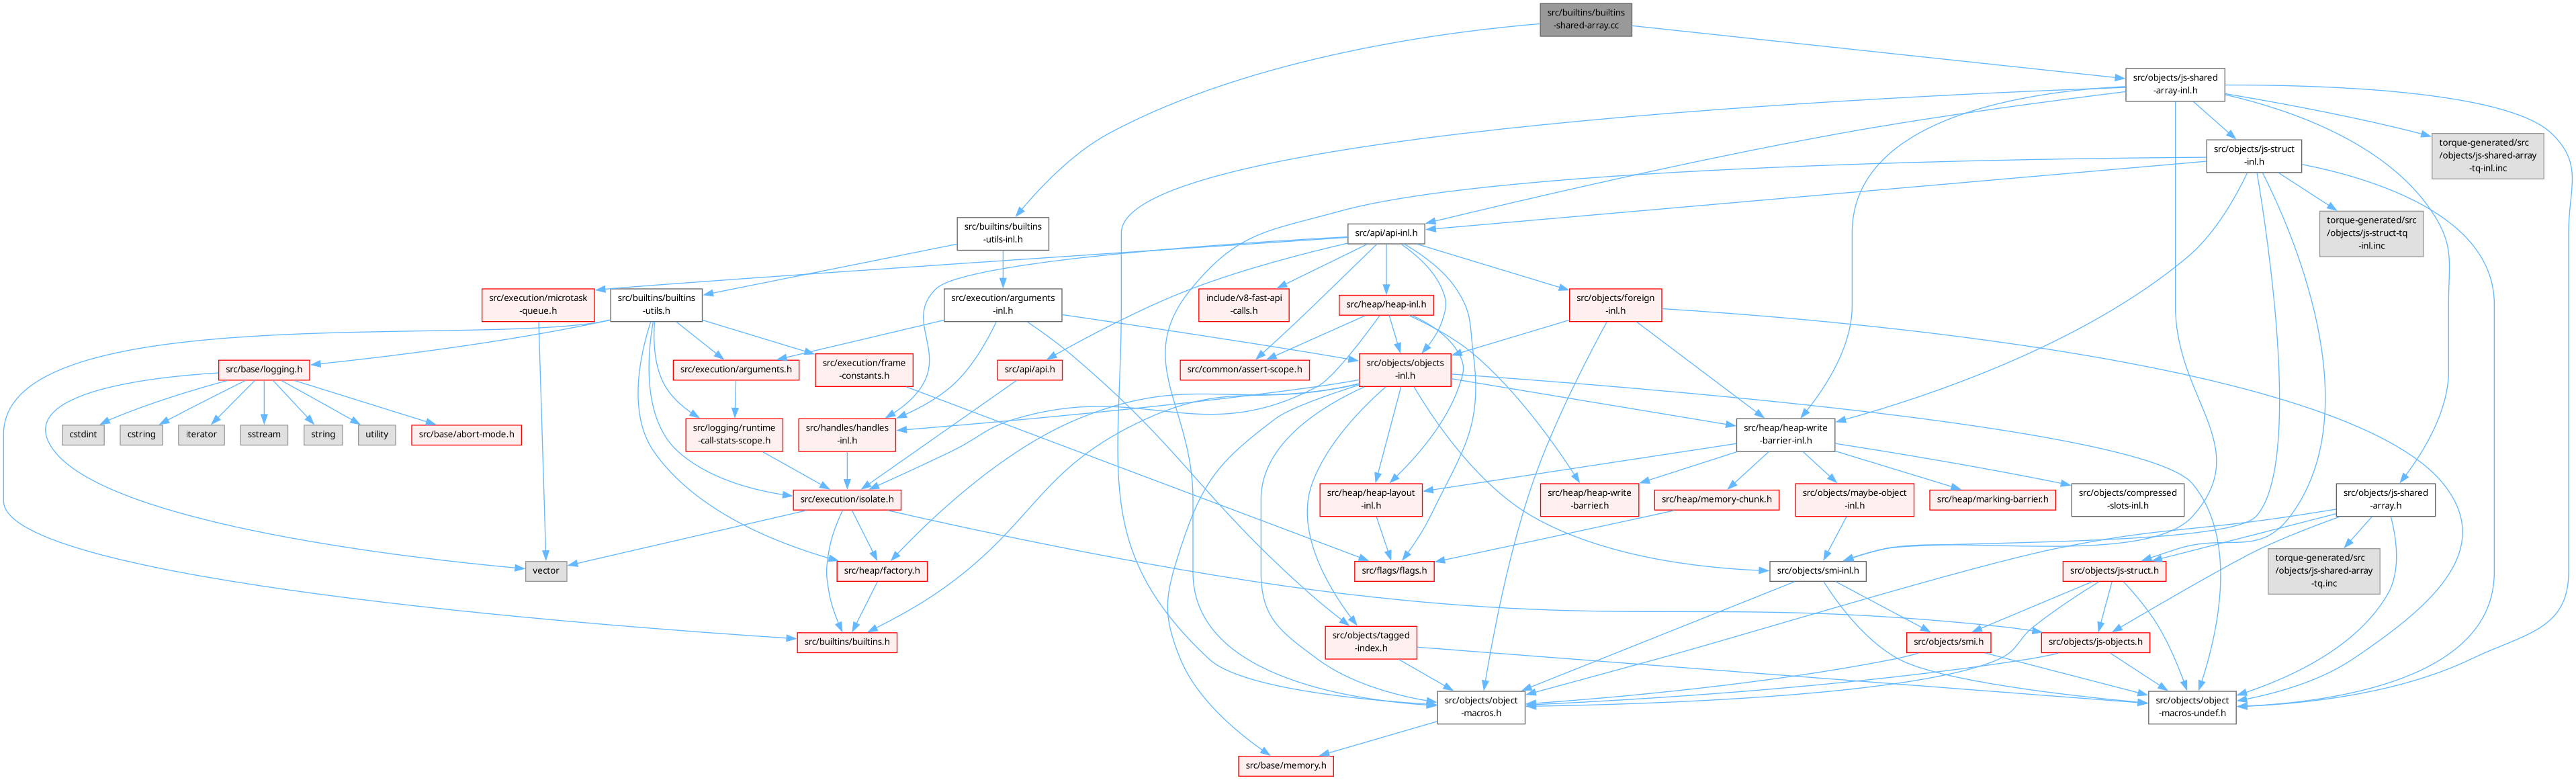 src/builtins/builtins
-shared-array.cc
src/objects/js-shared
-array-inl.h
torque-generated/src
/objects/js-shared-array
-tq-inl.inc
src/objects/js-struct
-inl.h
torque-generated/src
/objects/js-struct-tq
-inl.inc
src/builtins/builtins
-utils-inl.h
src/api/api-inl.h
src/execution/microtask
-queue.h
src/builtins/builtins
-utils.h
src/execution/arguments
-inl.h
include/v8-fast-api
-calls.h
src/heap/heap-inl.h
src/objects/foreign
-inl.h
src/base/logging.h
src/execution/arguments.h
src/execution/frame
-constants.h
src/api/api.h
src/common/assert-scope.h
src/objects/objects
-inl.h
cstdint
cstring
iterator
sstream
string
utility
src/base/abort-mode.h
src/logging/runtime
-call-stats-scope.h
src/handles/handles
-inl.h
src/heap/heap-write
-barrier-inl.h
src/execution/isolate.h
src/heap/heap-layout
-inl.h
src/heap/heap-write
-barrier.h
src/heap/memory-chunk.h
src/objects/maybe-object
-inl.h
src/heap/marking-barrier.h
src/objects/compressed
-slots-inl.h
src/objects/js-shared
-array.h
vector
src/heap/factory.h
src/flags/flags.h
src/objects/smi-inl.h
src/objects/js-struct.h
torque-generated/src
/objects/js-shared-array
-tq.inc
src/builtins/builtins.h
src/objects/tagged
-index.h
src/objects/smi.h
src/objects/js-objects.h
src/objects/object
-macros.h
src/objects/object
-macros-undef.h
src/base/memory.h